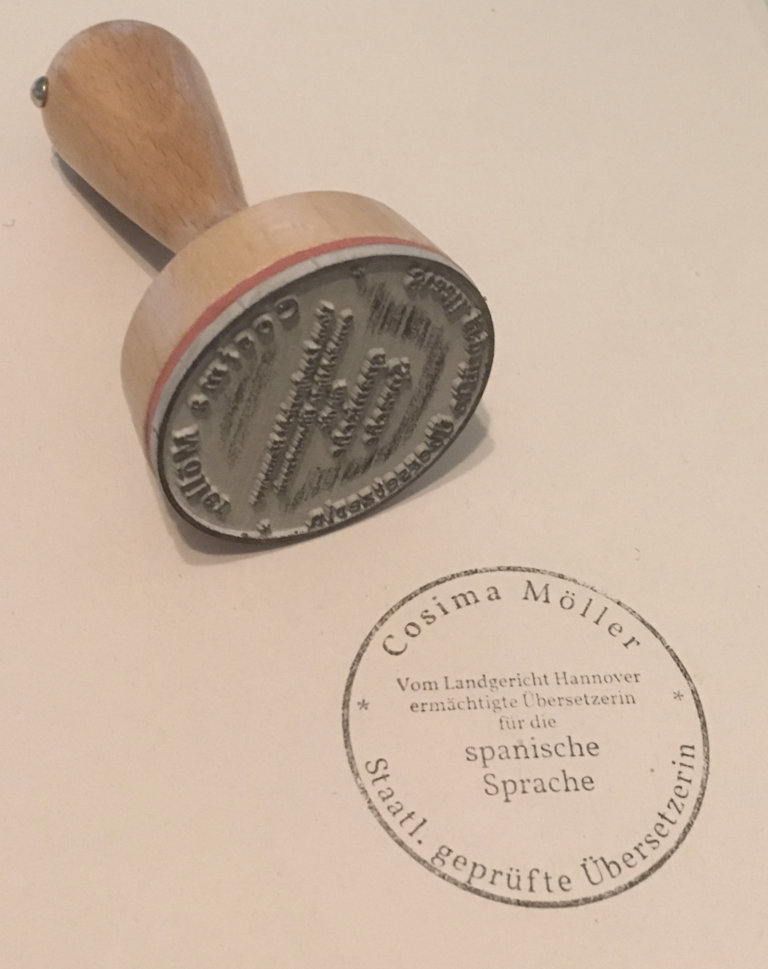 Cosima Möller
Vom Landgericht Hannover
ermächtigte Übersetzerin
für die
spanische
Sprache
Staatl. geprüfte Übersetzerin